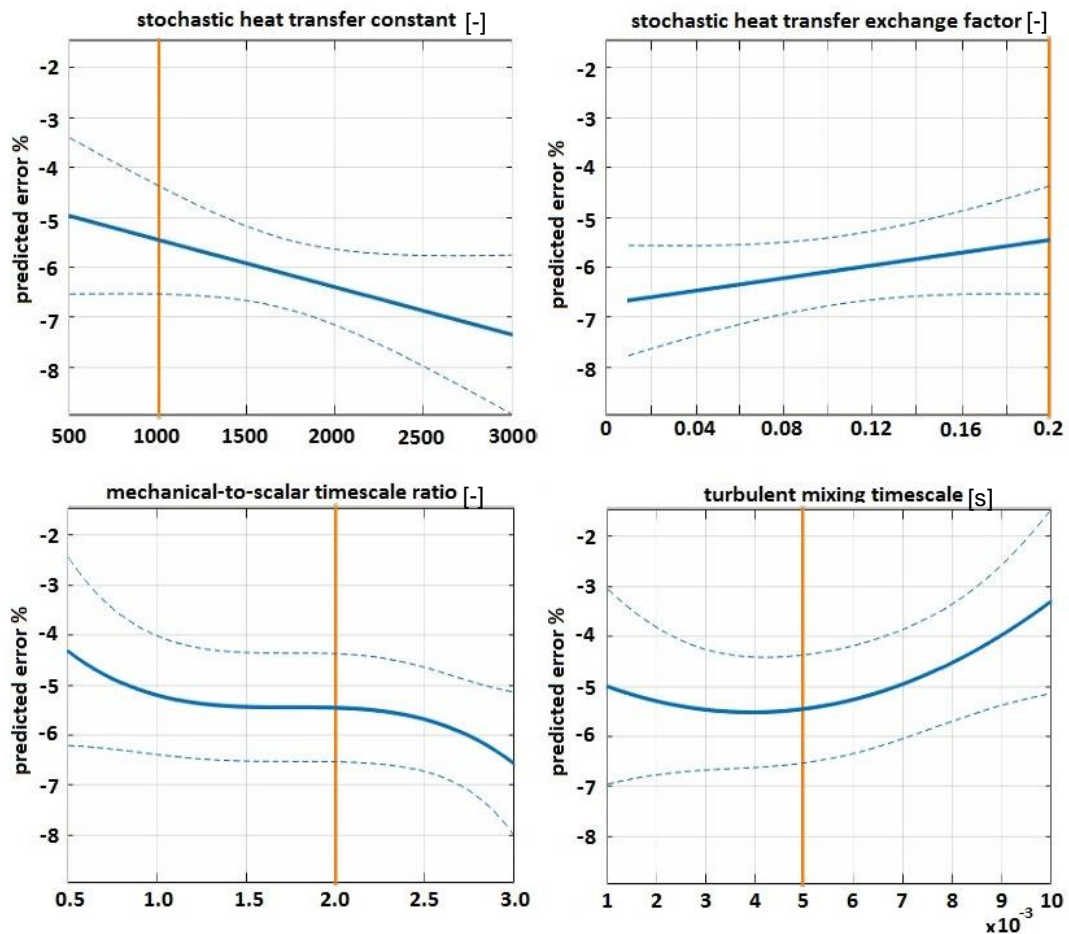 stochastic heat transfer constant [-]
predicted error %
-2
-3
-4
-5
-6
-7
-8
500 1000 1500 2000 2500 3000
stochastic heat transfer exchange factor [-]
predicted error %
-2
-3
-4
-5
-6
-7
-8
0 0.04 0.08 0.12 0.16 0.2
mechanical-to-scalar timescale ratio [-]
predicted error %
-2
-3
-4
-5
-6
-7
-8
0.5 1.0 1.5 2.0 2.5 3.0
turbulent mixing timescale [s]
predicted error %
-2
-3
-4
-5
-6
-7
-8
1 2 3 4 5 6 7 8 9 10
x10⁻³